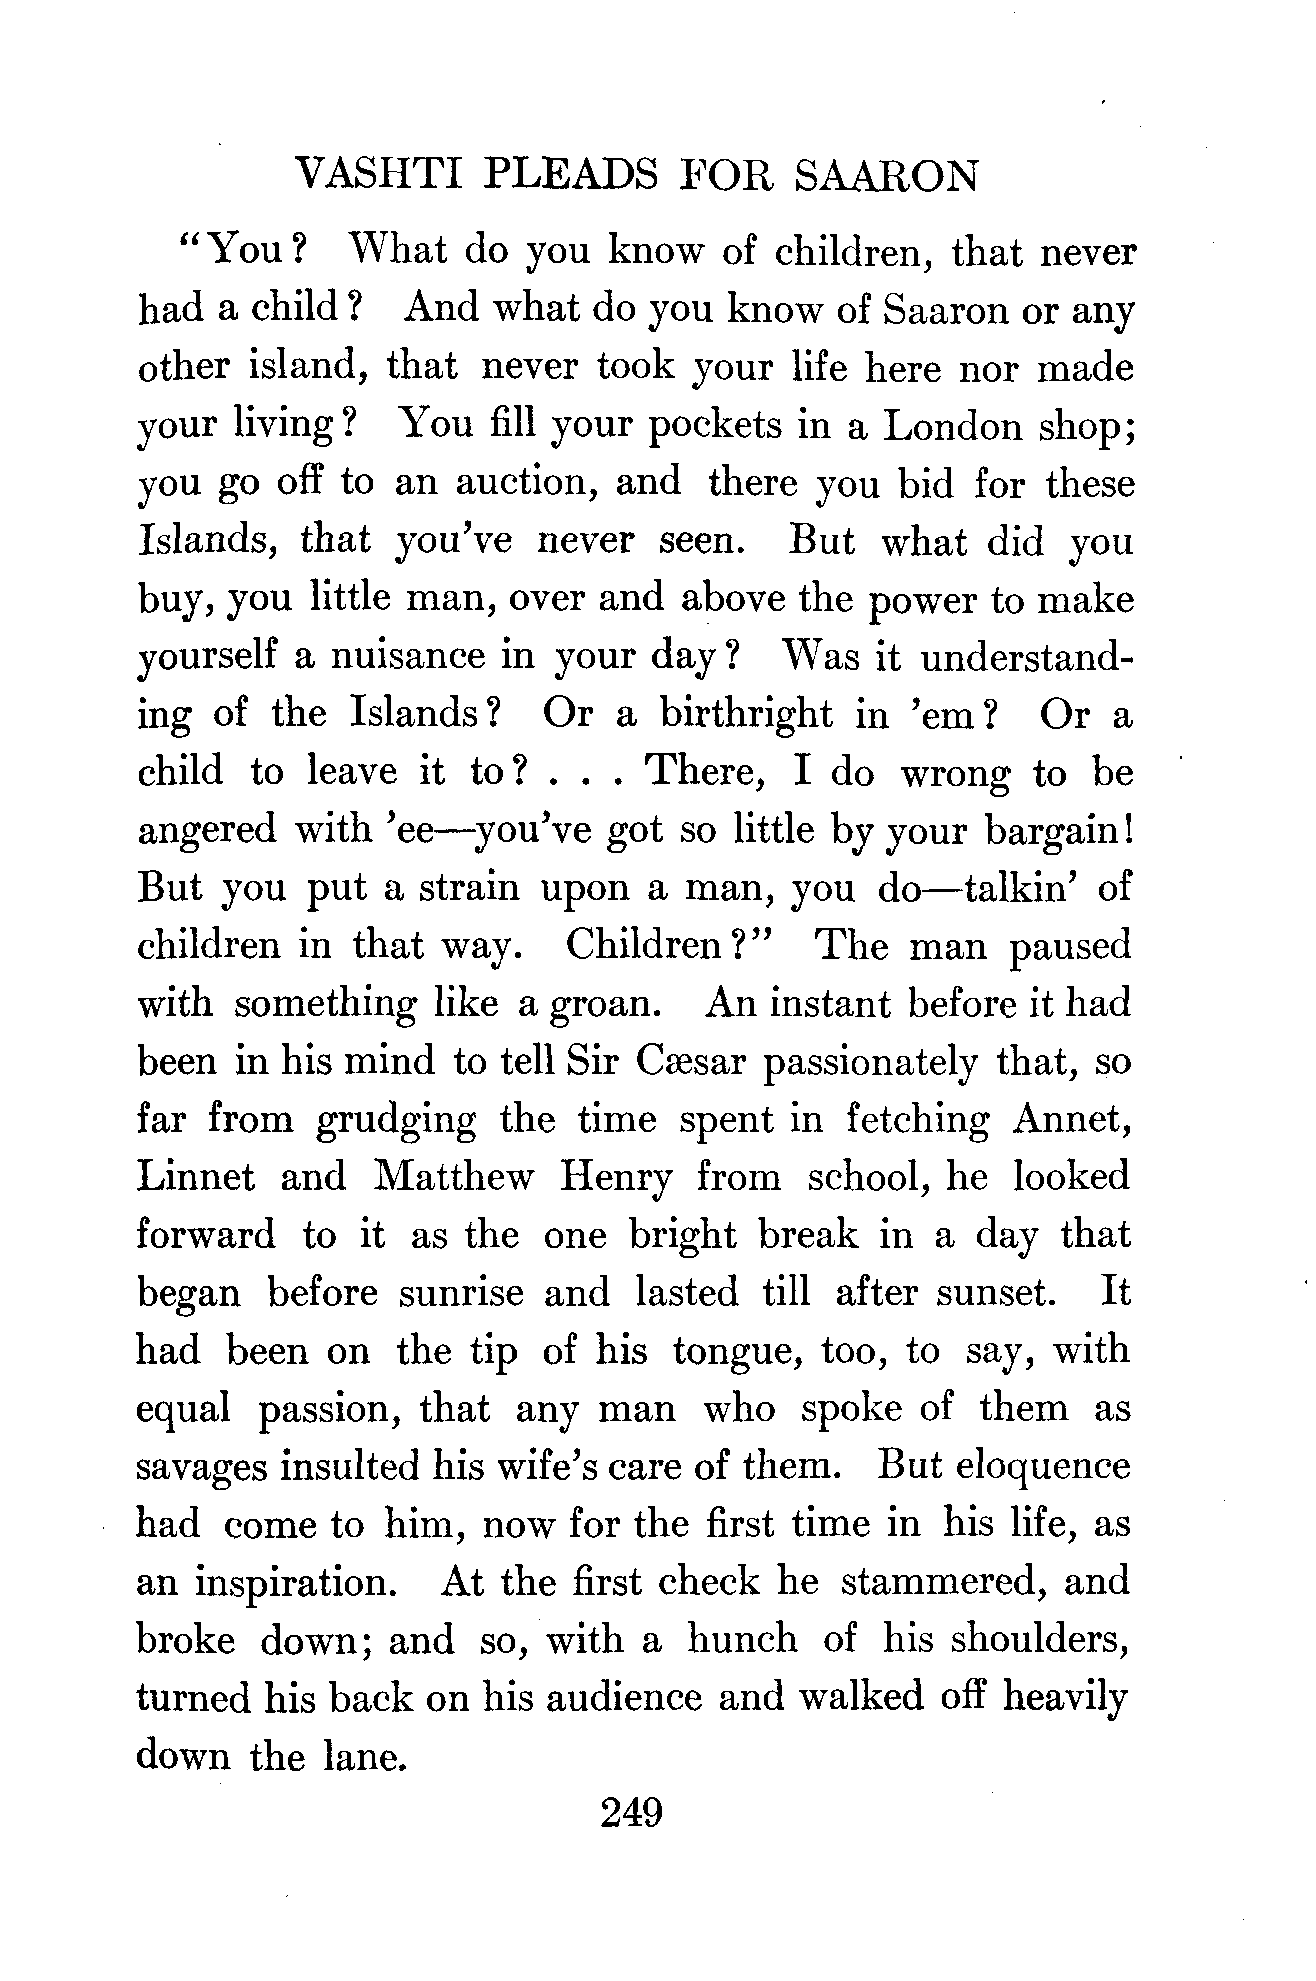 VASHTI PLEADS FOR SAARON
"You? What do you know of children, that never
had a child? And what do you know of Saaron or any
other island, that never took your life here nor made
your living? You fill your pockets in a London shop;
you go off to an auction, and there you bid for these
Islands, that you've never seen. But what did you
buy, you little man, over and above the power to make
yourself a nuisance in your day? Was it understand-
ing of the Islands? Or a birthright in 'em? Or a
child to leave it to? . . . There, I do wrong to be
angered with 'ee—you've got so little by your bargain!
But you put a strain upon a man, you do—talkin' of
children in that way. Children?" The man paused
with something like a groan. An instant before it had
been in his mind to tell Sir Cæsar passionately that, so
far from grudging the time spent in fetching Annet,
Linnet and Matthew Henry from school, he looked
forward to it as the one bright break in a day that
began before sunrise and lasted till after sunset. It
had been on the tip of his tongue, too, to say, with
equal passion, that any man who spoke of them as
savages insulted his wife's care of them. But eloquence
had come to him, now for the first time in his life, as
an inspiration. At the first check he stammered, and
broke down; and so, with a hunch of his shoulders,
turned his back on his audience and walked off heavily
down the lane.
249